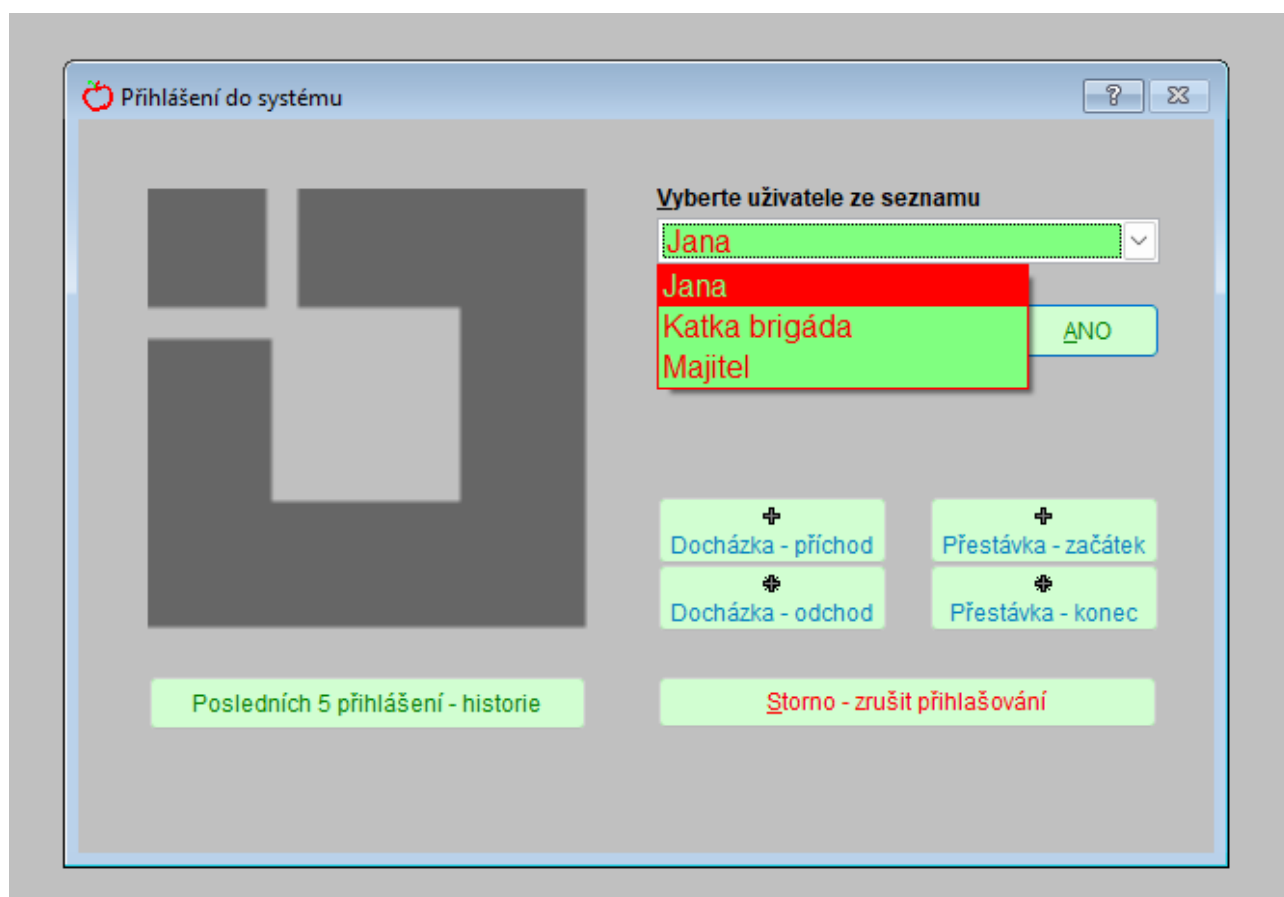 Přihlášení do systému
Vyberte uživatele ze seznamu
Jana
Jana
Katka brigáda
Majitel
ANO
Docházka - příchod
Přestávka - začátek
Docházka - odchod
Přestávka - konec
Posledních 5 přihlášení - historie
Storno - zrušit přihlašování